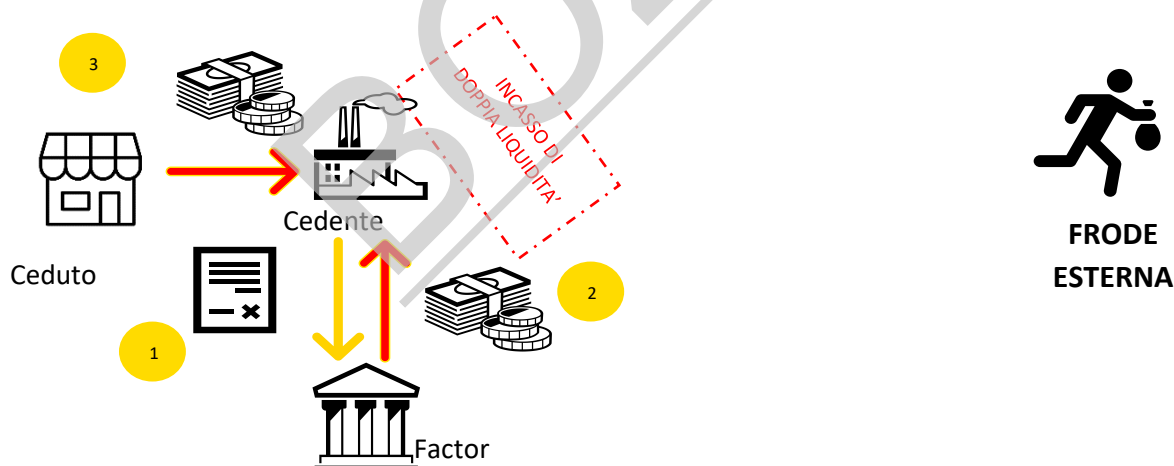 3
INCASSO DI
DOPPIA LIQUIDITA'
Cedente
Ceduto
FRODE
ESTERNA
2
1
Factor